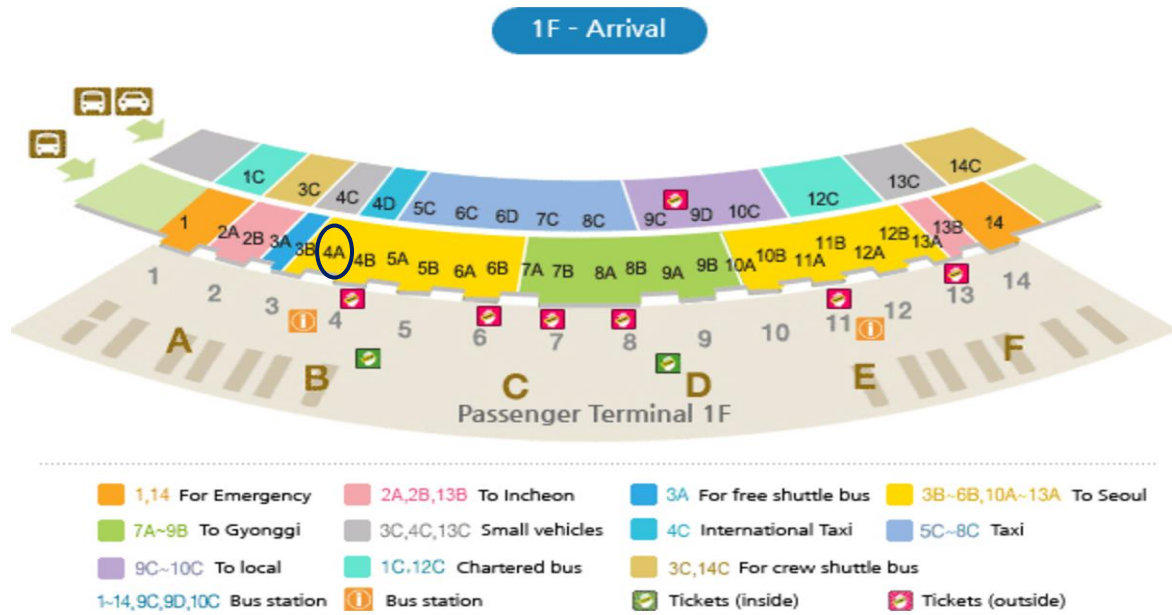 1F - Arrival
1C 3C 4C 4D 5C 6C 6D 7C 8C 9C 9D 10C 12C 13C 14C
1 2A 2B 3A 3B 4A 4B 5A 5B 6A 6B 7A 7B 8A 8B 9A 9B 10A 10B 11A 11B 12A 12B 13A 13B 14
1 2 3 4 5 6 7 8 9 10 11 12 13 14
A B C D E F
Passenger Terminal 1F
1,14 For Emergency
2A,2B,13B To Incheon
3A For free shuttle bus
3B~6B,10A~13A To Seoul
7A~9B To Gyonggi
3C,4C,13C Small vehicles
4C International Taxi
5C~8C Taxi
9C~10C To local
1C.12C Chartered bus
3C,14C For crew shuttle bus
1~14,9C,9D,10C Bus station
Bus station
Tickets (inside)
Tickets (outside)